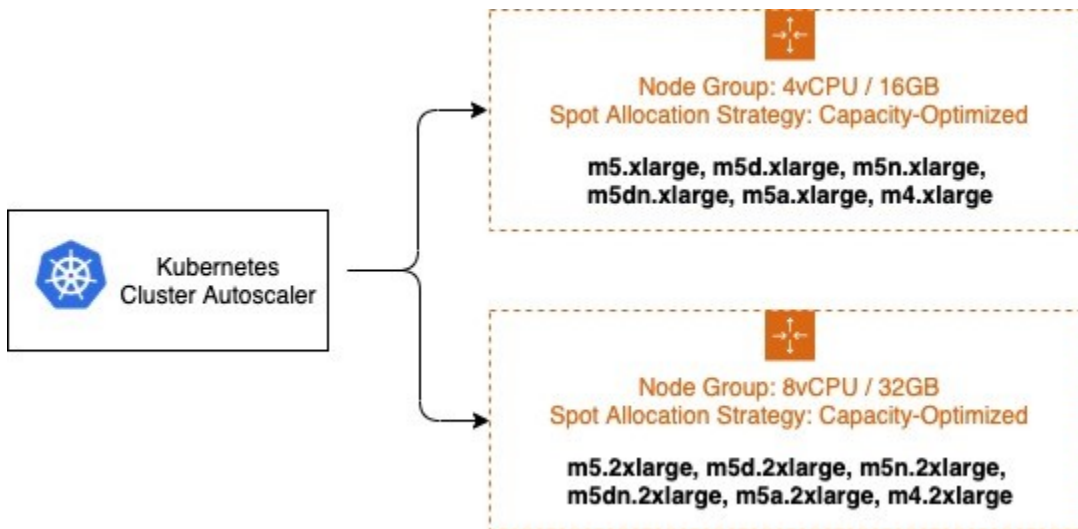 Node Group: 4vCPU / 16GB
Spot Allocation Strategy: Capacity-Optimized
m5.xlarge, m5d.xlarge, m5n.xlarge,
m5dn.xlarge, m5a.xlarge, m4.xlarge
Kubernetes
Cluster Autoscaler
Node Group: 8vCPU / 32GB
Spot Allocation Strategy: Capacity-Optimized
m5.2xlarge, m5d.2xlarge, m5n.2xlarge,
m5dn.2xlarge, m5a.2xlarge, m4.2xlarge